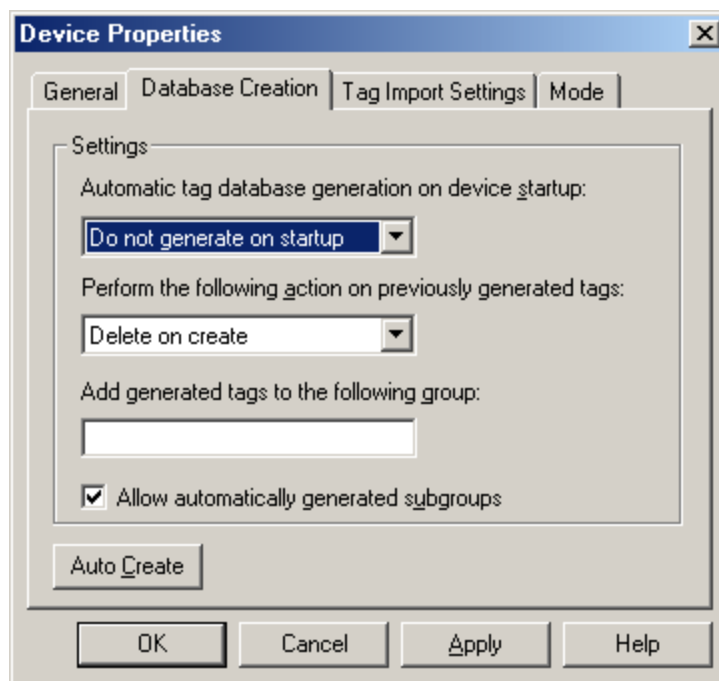 Device Properties
General Database Creation Tag Import Settings Mode
Settings
Automatic tag database generation on device startup:
Do not generate on startup
Perform the following action on previously generated tags:
Delete on create
Add generated tags to the following group:
Allow automatically generated subgroups
Auto Create
OK Cancel Apply Help